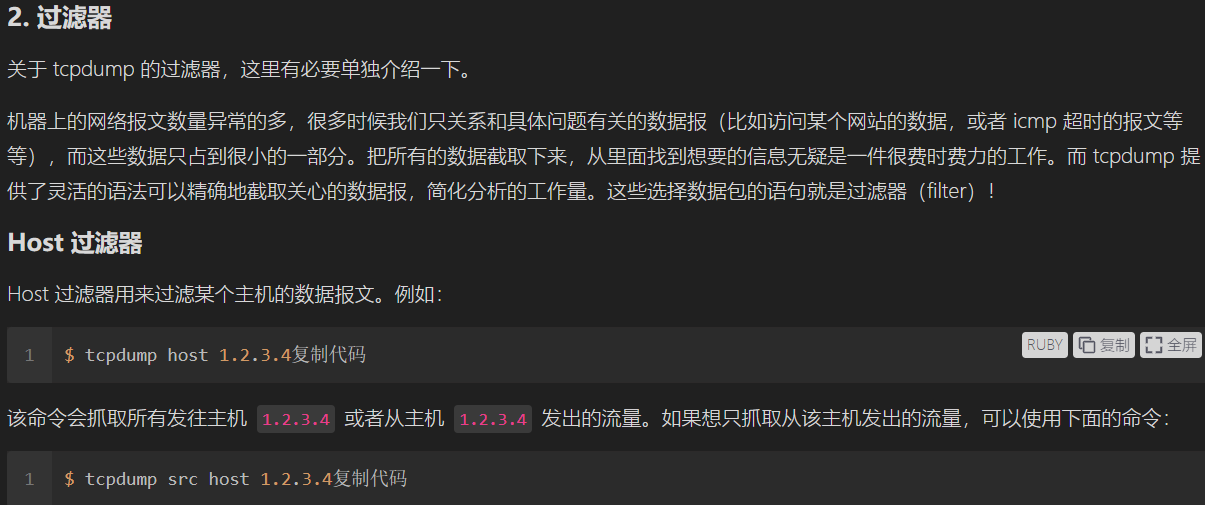 2. 过滤器
关于 tcpdump 的过滤器，这里有必要单独介绍一下。
机器上的网络报文数量异常的多，很多时候我们只关系和具体问题有关的数据报（比如访问某个网站的数据，或者 icmp 超时的报文等
等），而这些数据只占到很小的一部分。把所有的数据截取下来，从里面找到想要的信息无疑是一件很费时费力的工作。而 tcpdump 提
供了灵活的语法可以精确地截取关心的数据报，简化分析的工作量。这些选择数据包的语句就是过滤器（filter）！
Host 过滤器
Host 过滤器用来过滤某个主机的数据报文。例如：
1 $ tcpdump host 1.2.3.4复制代码 RUBY 复制 全屏
该命令会抓取所有发往主机 1.2.3.4 或者从主机 1.2.3.4 发出的流量。如果想只抓取从该主机发出的流量，可以使用下面的命令：
1 $ tcpdump src host 1.2.3.4复制代码